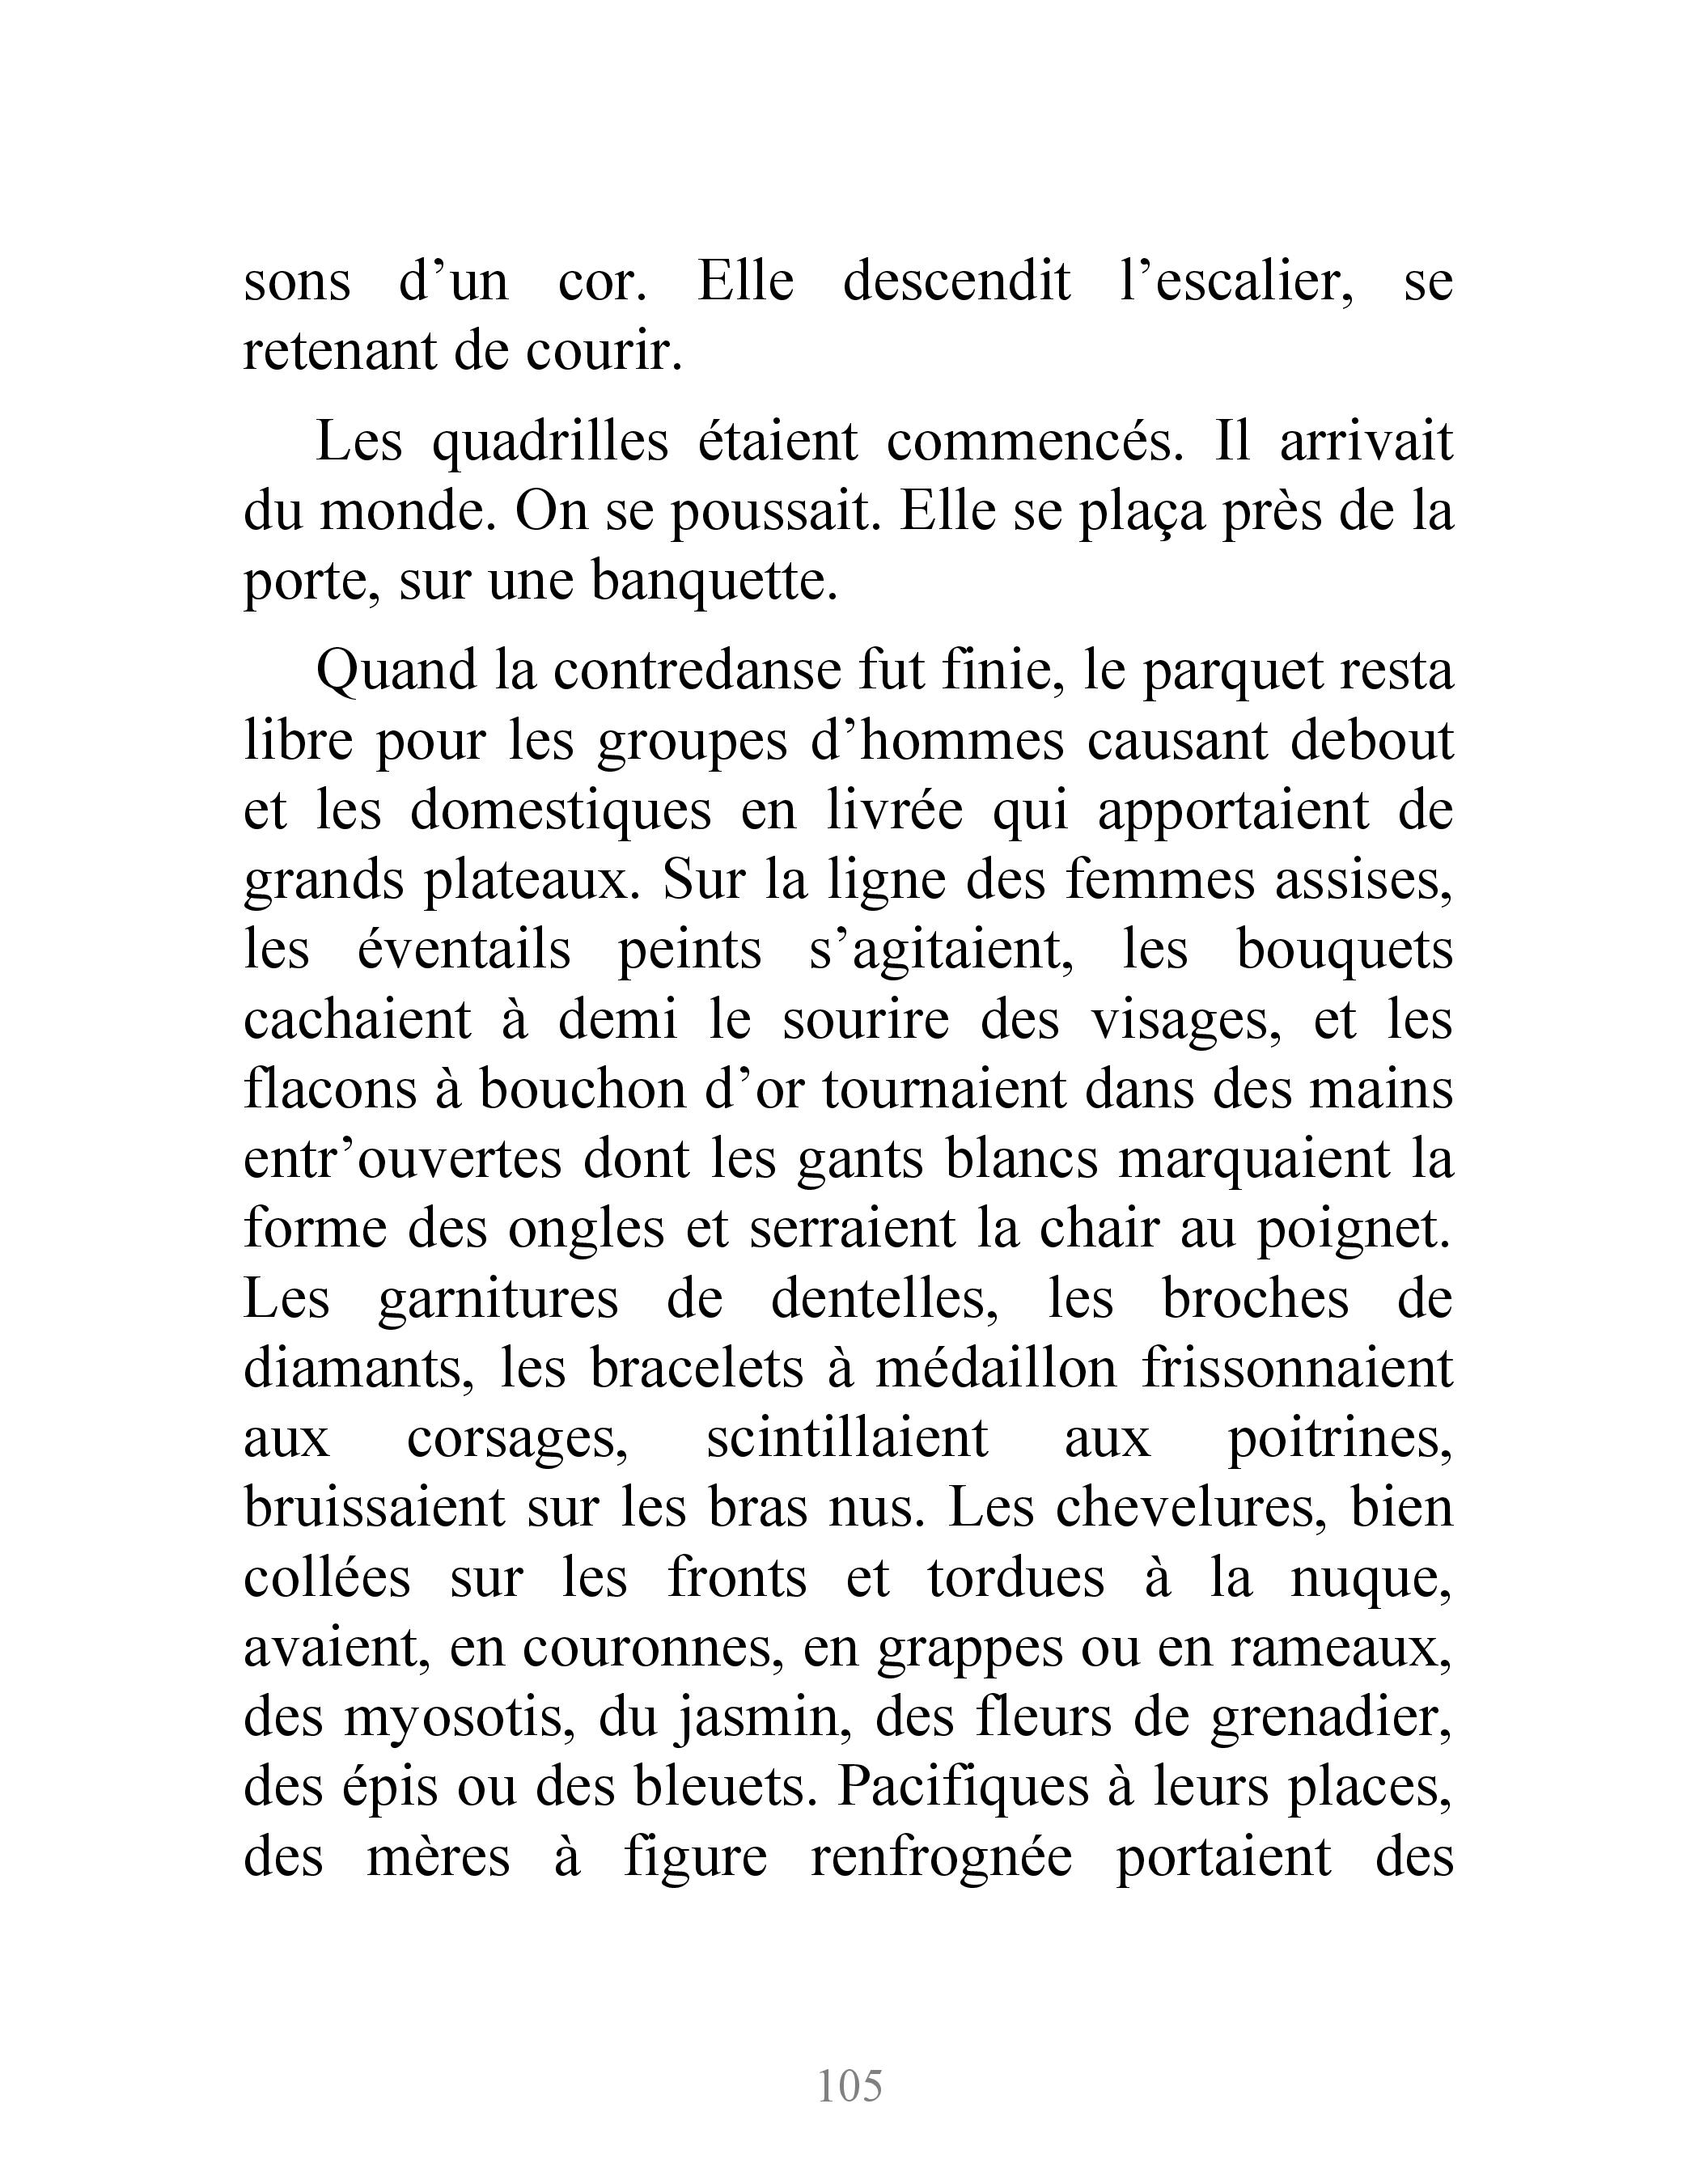 sons d’un cor. Elle descendit l’escalier, se
retenant de courir.
Les quadrilles étaient commencés. Il arrivait
du monde. On se poussait. Elle se plaça près de la
porte, sur une banquette.
Quand la contredanse fut finie, le parquet resta
libre pour les groupes d’hommes causant debout
et les domestiques en livrée qui apportaient de
grands plateaux. Sur la ligne des femmes assises,
les éventails peints s’agitaient, les bouquets
cachaient à demi le sourire des visages, et les
flacons à bouchon d’or tournaient dans des mains
entr’ouvertes dont les gants blancs marquaient la
forme des ongles et serraient la chair au poignet.
Les garnitures de dentelles, les broches de
diamants, les bracelets à médaillon frissonnaient
aux corsages, scintillaient aux poitrines,
bruissaient sur les bras nus. Les chevelures, bien
collées sur les fronts et tordues à la nuque,
avaient, en couronnes, en grappes ou en rameaux,
des myosotis, du jasmin, des fleurs de grenadier,
des épis ou des bleuets. Pacifiques à leurs places,
des mères à figure renfrognée portaient des
105